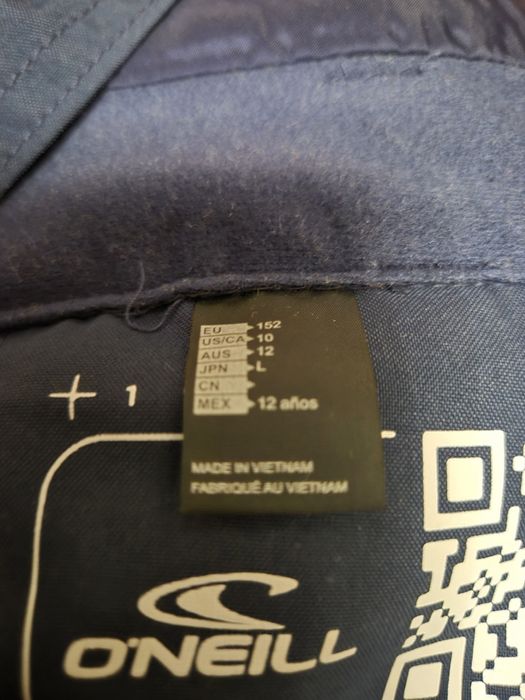 EU 152
US/CA 10
AUS 12
JPN L
CN
MEX 12 años
+ 1
MADE IN VIETNAM
FABRIQUÉ AU VIETNAM
O'NEILL